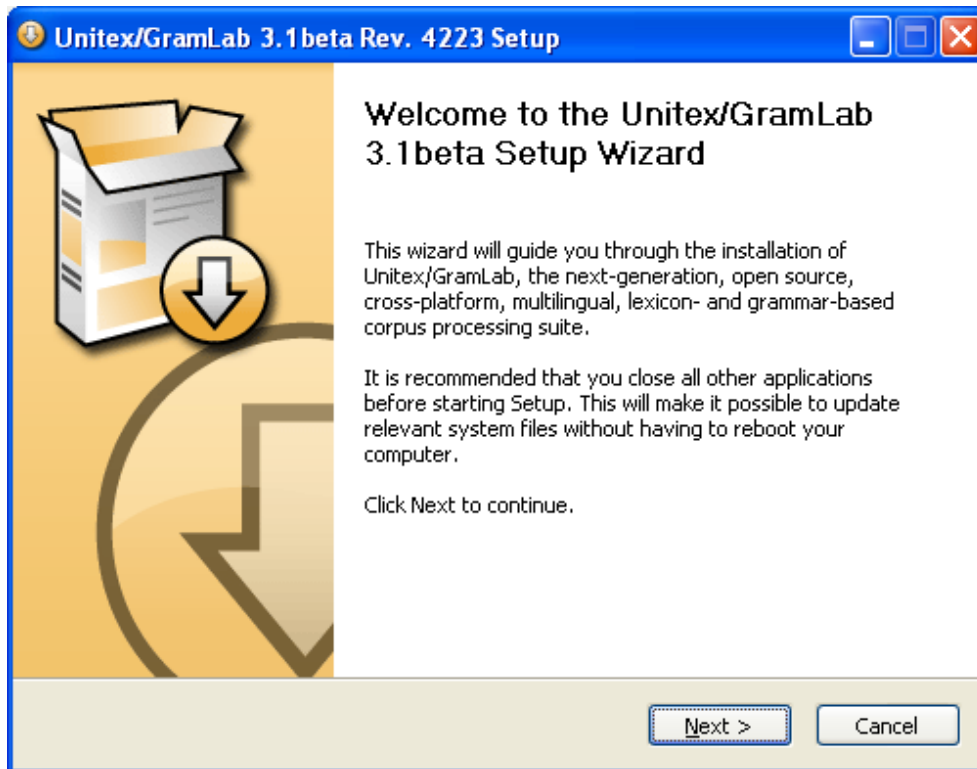 Unitex/GramLab 3.1beta Rev. 4223 Setup
Welcome to the Unitex/GramLab
3.1beta Setup Wizard
This wizard will guide you through the installation of
Unitex/GramLab, the next-generation, open source,
cross-platform, multilingual, lexicon- and grammar-based
corpus processing suite.
It is recommended that you close all other applications
before starting Setup. This will make it possible to update
relevant system files without having to reboot your
computer.
Click Next to continue.
Next > Cancel